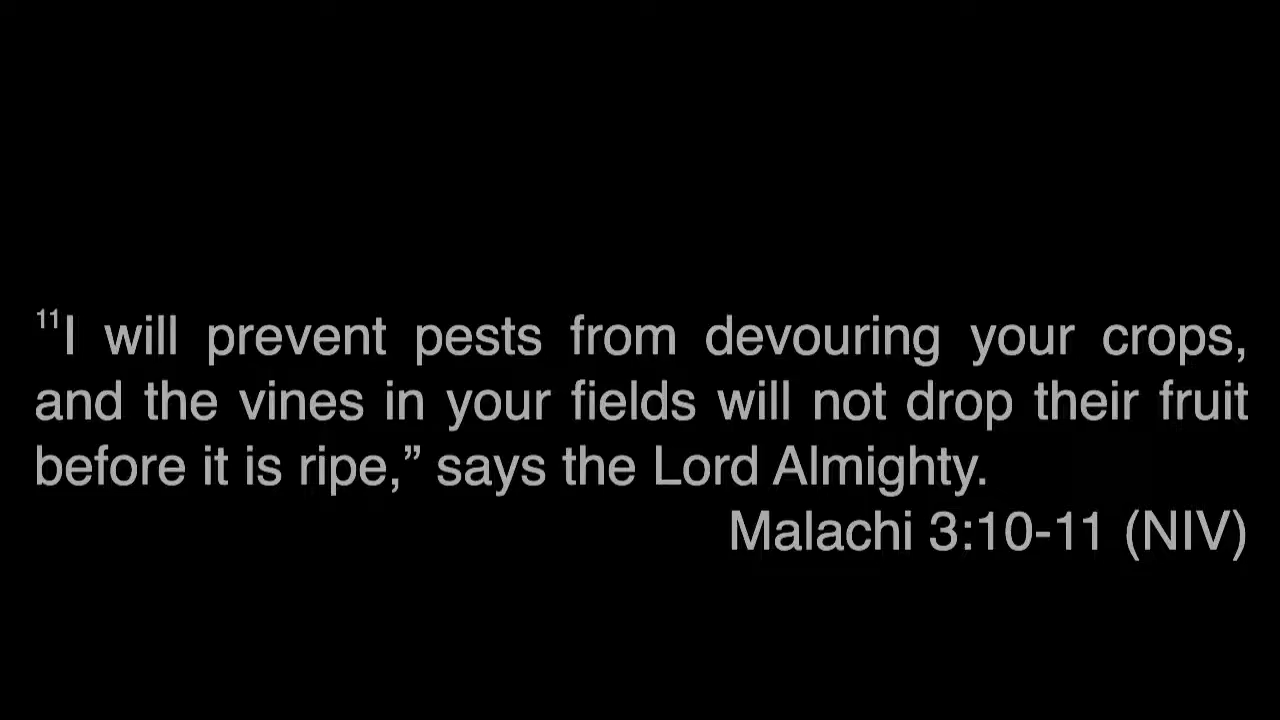 ¹¹I will prevent pests from devouring your crops,
and the vines in your fields will not drop their fruit
before it is ripe,” says the Lord Almighty.
Malachi 3:10-11 (NIV)